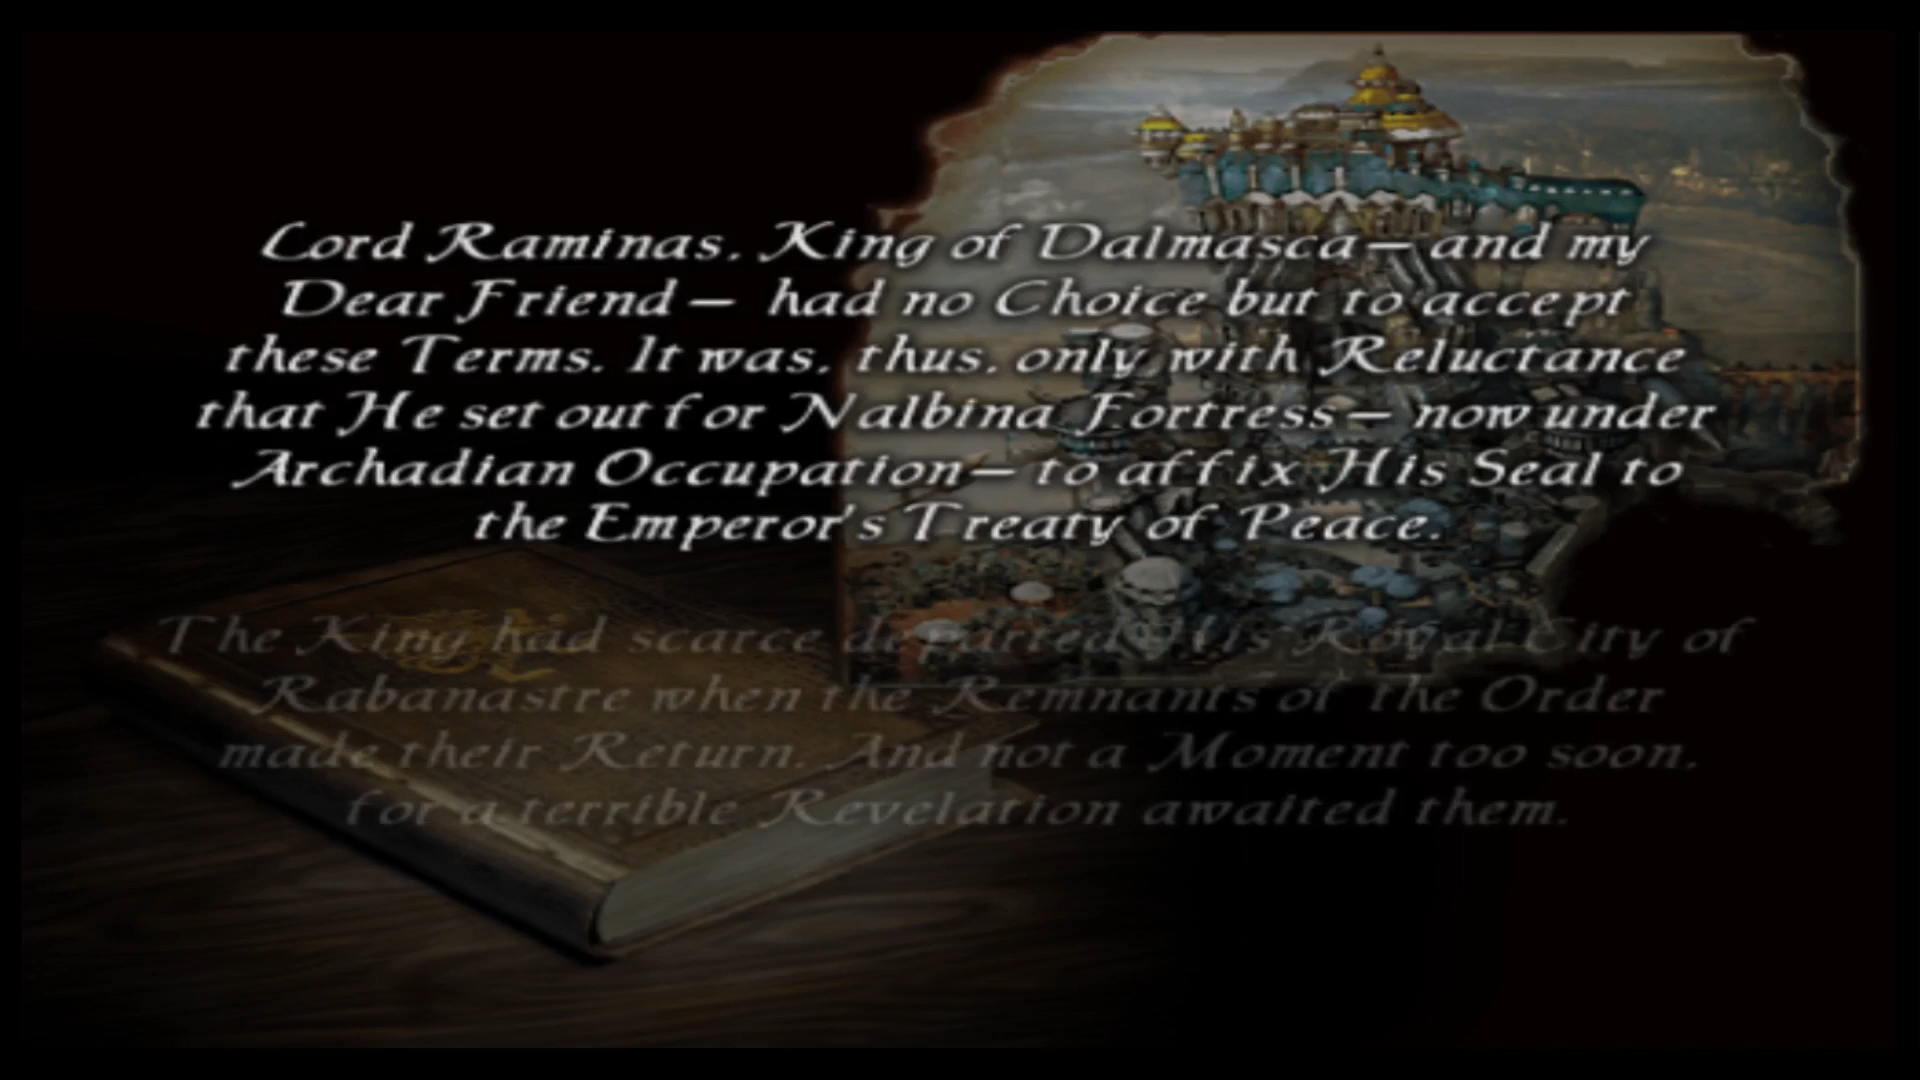 Lord Raminas, King of Dalmasca— and my
Dear Friend— had no Choice but to accept
these Terms. It was, thus, only with Reluctance
that He set out for Nalbina Fortress— now under
Archadian Occupation— to affix His Seal to
the Emperor's Treaty of Peace.
The King had scarce departed His Royal City of
Rabanastre when the Remnants of the Order
made their Return. And not a Moment too soon,
for a terrible Revelation awaited them.